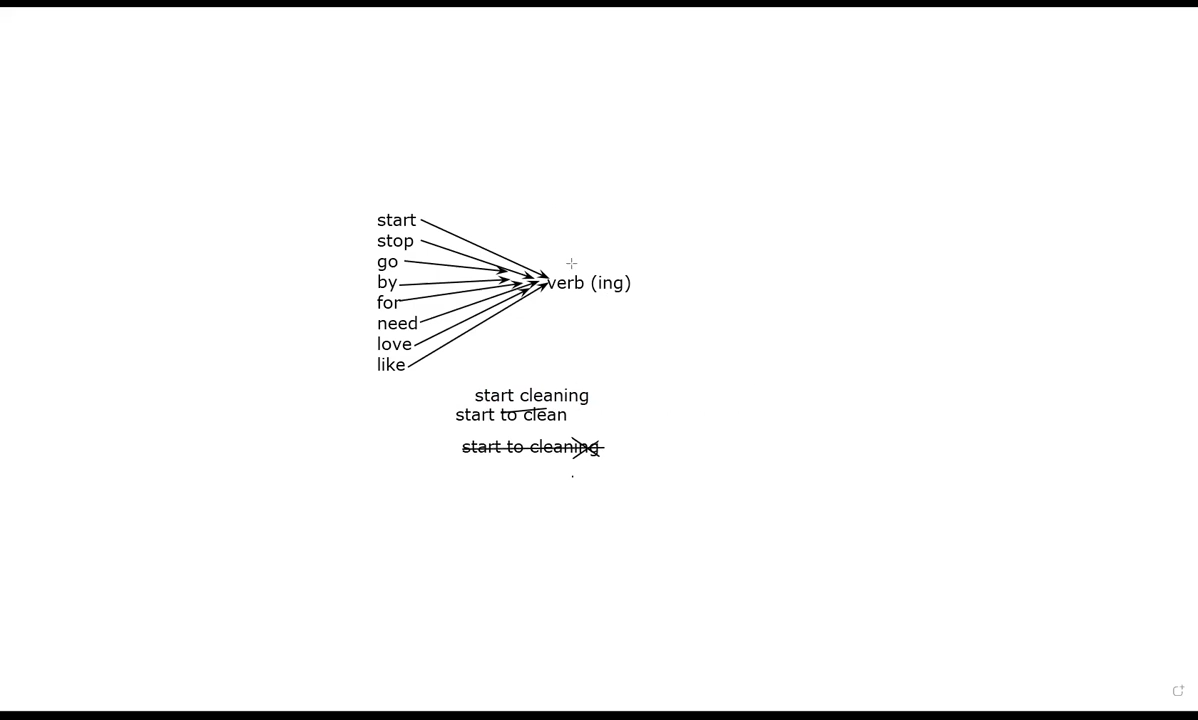 start
stop
go
by
for
need
love
like
verb (ing)
start cleaning
start to clean
start to cleaning
.